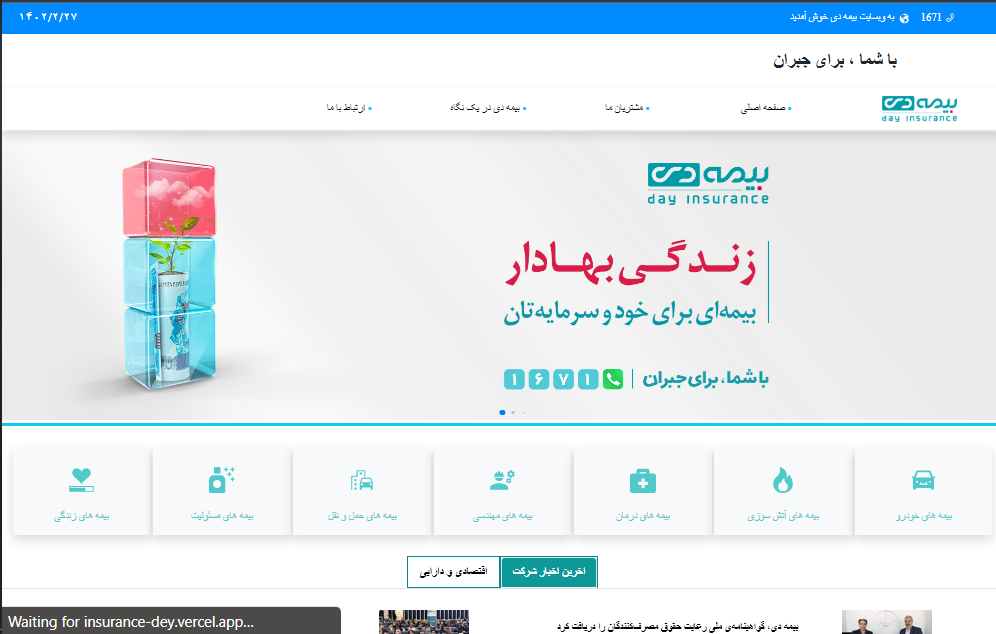 1671 به وبسایت بیمه دی خوش آمدید ۱۴۰۲/۲/۲۷
با شما ، برای جبران
بیمه دی
day insurance
صفحه اصلی
مشتریان ما
بیمه دی در یک نگاه
ارتباط با ما
بیمه دی
day insurance
زندگی بهادار
بیمه‌ای برای خود و سرمایه‌تان
با شما، برای جبران | ۱۶۷۱
بیمه های خودرو
بیمه های آتش سوزی
بیمه های درمان
بیمه های مهندسی
بیمه های حمل و نقل
بیمه های مسئولیت
بیمه های زندگی
اخرین اخبار شرکت
اقتصادی و دارایی
بیمه دی، گواهینامه‌ی ملی رعایت حقوق مصرف‌کنندگان را دریافت کرد
Waiting for insurance-dey.vercel.app...